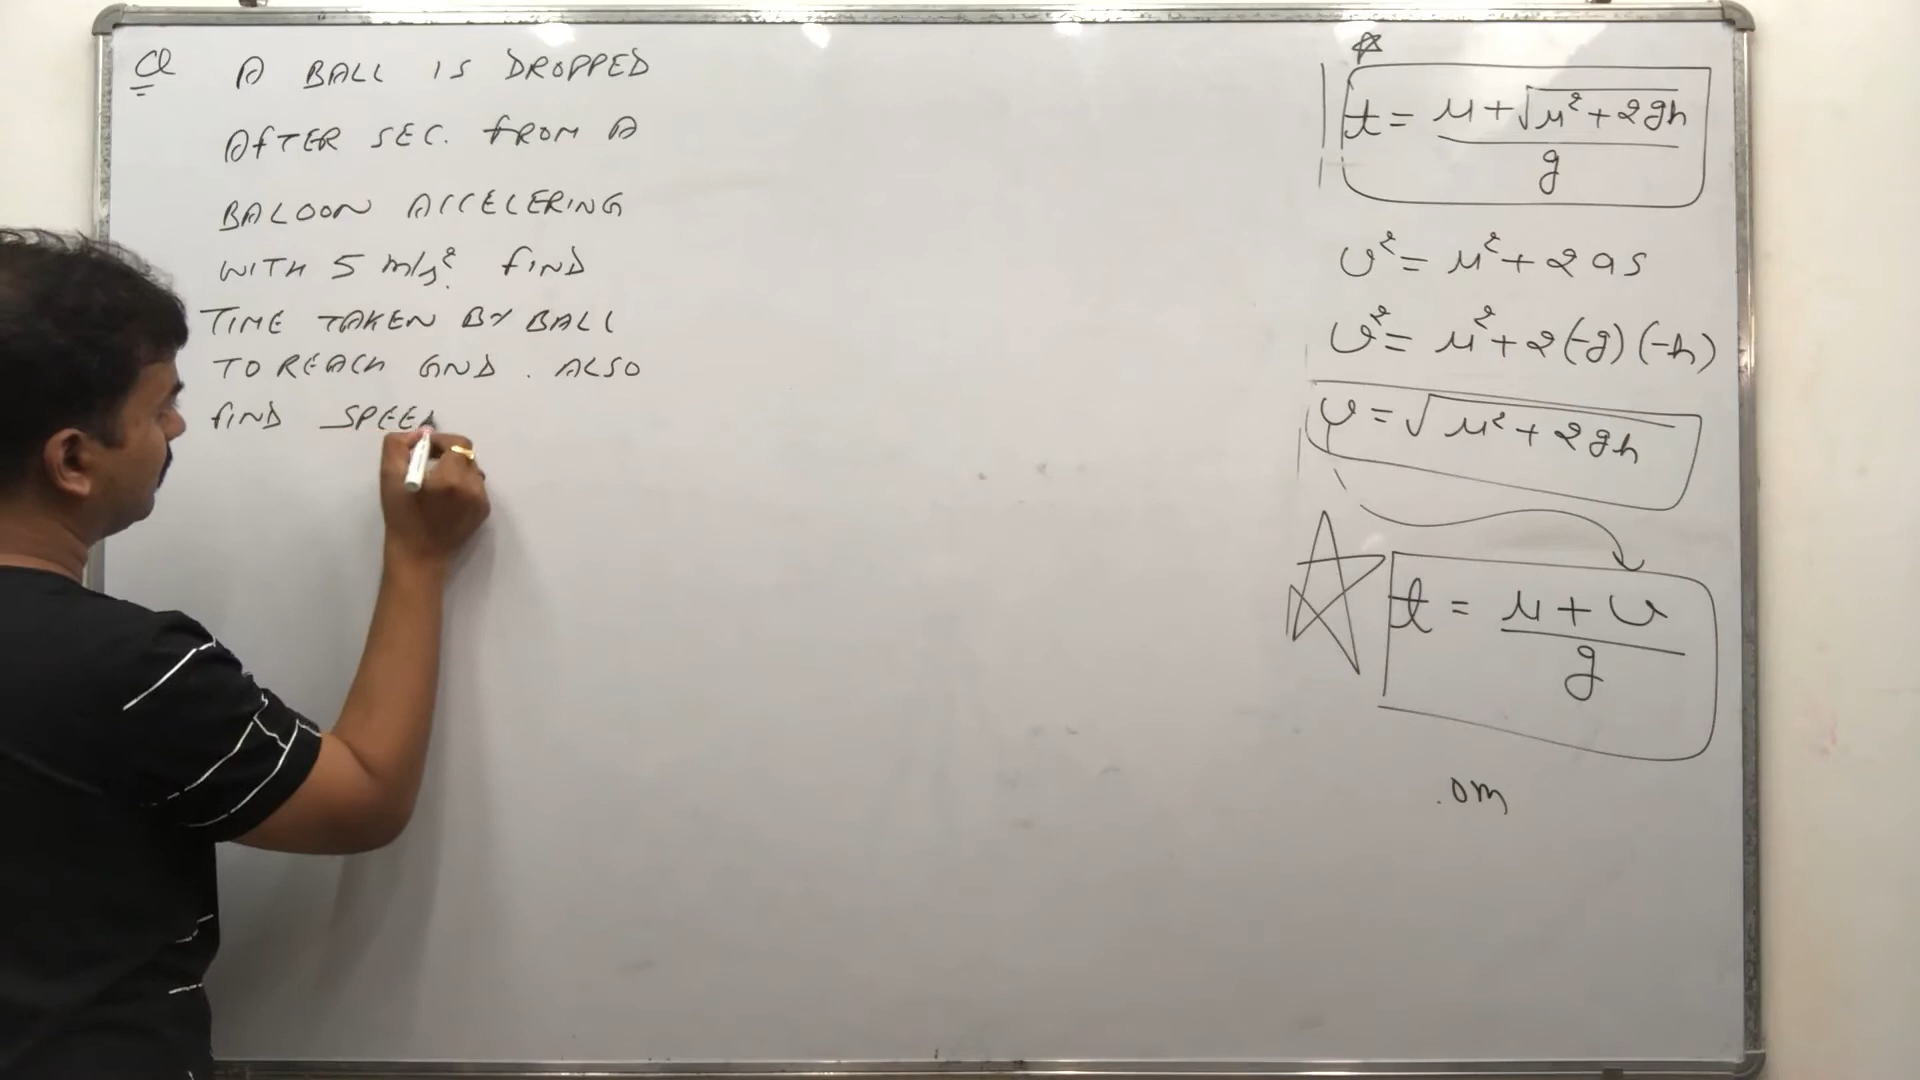 Q A BALL IS DROPPED
AFTER SEC. FROM A
BALOON ACCELERING
WITH 5 m/s². FIND
TIME TAKEN BY BALL
TO REACH GND. ALSO
FIND SPEED
t = u + √u² + 2gh / g
v² = u² + 2as
v² = u² + 2(-g)(-h)
v = √u² + 2gh
t = u + v / g
.om